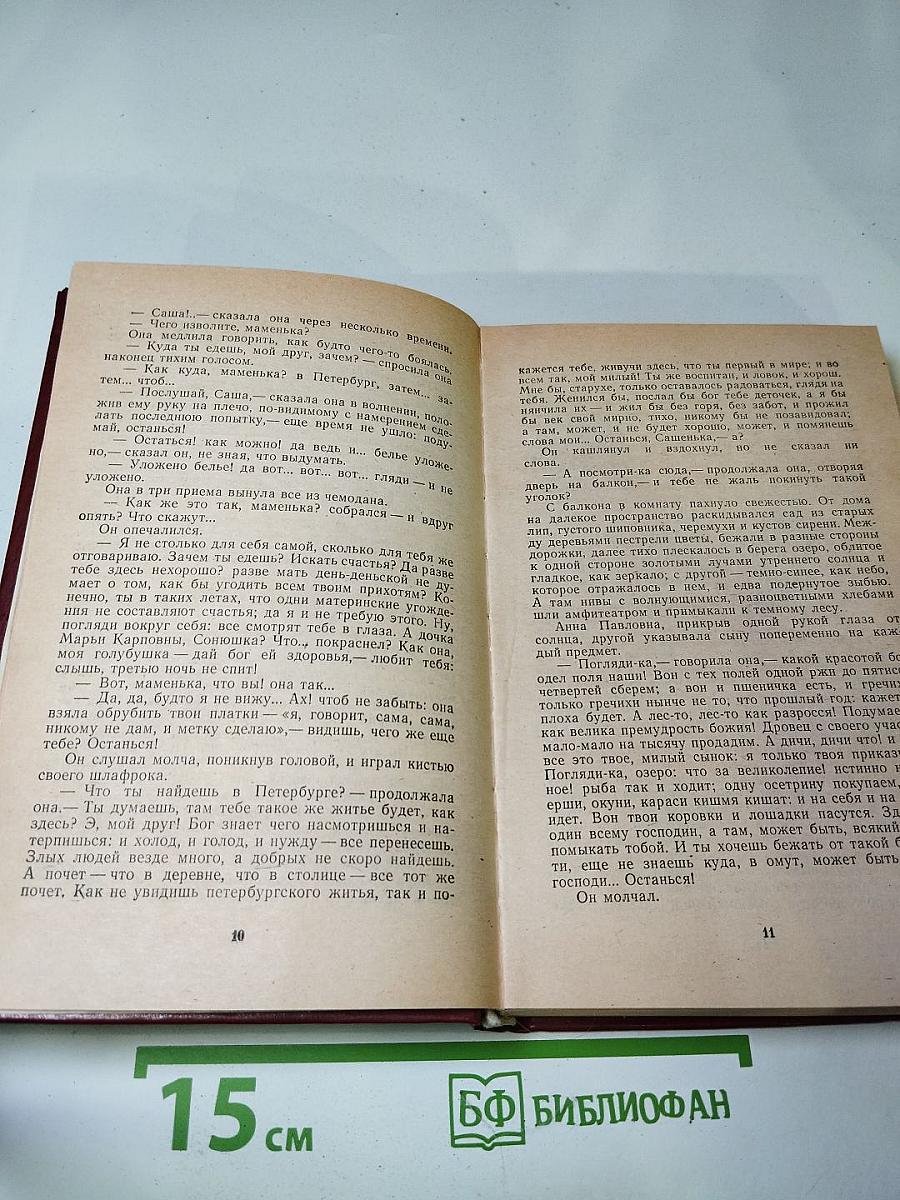 — Саша!..— сказала она через несколько времени.
— Чего изволите, маменька?
Она медлила говорить, как будто чего-то боялась.
— Куда ты едешь, мой друг, зачем? — спросила она
наконец тихим голосом.
— Как куда, маменька? в Петербург, затем... за-
тем... чтоб...
— Послушай, Саша,— сказала она в волнении, поло-
жив ему руку на плечо, по-видимому с намерением сде-
лать последнюю попытку,— еще время не ушло: поду-
май, останься!
— Остаться! как можно! да ведь и... белье уложе-
но,— сказал он, не зная, что выдумать.
— Уложено белье! да вот... вот... вот... гляди — и не
уложено.
Она в три приема вынула все из чемодана.
— Как же это так, маменька? собрался — и вдруг
опять? Что скажут...
Он опечалился.
— Я не столько для себя самой, сколько для тебя же
отговариваю. Зачем ты едешь? Искать счастья? Да разве
тебе здесь нехорошо? разве мать день-деньской не ду-
мает о том, как бы угодить всем твоим прихотям? Ко-
нечно, ты в таких летах, что одни материнские угожде-
ния не составляют счастья; да я и не требую этого. Ну,
погляди вокруг себя: все смотрят тебе в глаза. А дочка
Марьи Карповны, Сонюшка? Что.., покраснел? Как она,
моя голубушка — дай бог ей здоровья,— любит тебя:
слышь, третью ночь не спит!
— Вот, маменька, что вы! она так...
— Да, да, будто я не вижу... Ах! чтоб не забыть: она
взяла обрубить твои платки — «я, говорит, сама, сама,
никому не дам, и метку сделаю»,— видишь, чего же еще
тебе? Останься!
Он слушал молча, поникнув головой, и играл кистью
своего шлафрока.
— Что ты найдешь в Петербурге? — продолжала
она.— Ты думаешь, там тебе такое же житье будет, как
здесь? Э, мой друг! Бог знает чего насмотришься и на-
терпишься: и холод, и голод, и нужду — все перенесешь.
Злых людей везде много, а добрых не скоро найдешь.
А почет — что в деревне, что в столице — все тот же
почет. Как не увидишь петербургского житья, так и по-
10
кажется тебе, живучи здесь, что ты первый в мире; и во
всем так, мой милый! Ты же воспитан, и ловок, и хорош.
Мне бы, старухе, только оставалось радоваться, глядя на
тебя. Женился бы, послал бы бог тебе деточек, а я бы
нянчила их — и жил бы без горя, без забот, и прожил
бы век свой мирно, тихо, никому бы не позавидовал;
а там, может, и не будет хорошо, может, и помянешь
слова мои... Останься, Сашенька,— а?
Он кашлянул и вздохнул, но не сказал ни
слова.
— А посмотри-ка сюда,— продолжала она, отворяя
дверь на балкон,— и тебе не жаль покинуть такой
уголок?
С балкона в комнату пахнуло свежестью. От дома
на далекое пространство раскидывался сад из старых
лип, густого шиповника, черемухи и кустов сирени. Меж-
ду деревьями пестрели цветы, бежали в разные стороны
дорожки, далее тихо плескалось в берега озеро, облитое
к одной стороне золотыми лучами утреннего солнца и
гладкое, как зеркало; с другой — темно-синее, как небо,
которое отражалось в нем, и едва подернутое зыбью.
А там нивы с волнующимися, разноцветными хлебами
шли амфитеатром и примыкали к темному лесу.
Анна Павловна, прикрыв одной рукой глаза от
солнца, другой указывала сыну попеременно на каж-
дый предмет.
— Погляди-ка,— говорила она,— какой красотой бо
одел поля наши! Вон с тех полей одной ржи до пятисо
четвертей сберем; а вон и пшеничка есть, и гречих
только гречихи нынче не то, что прошлый год: кажет
плоха будет. А лес-то, лес-то как разросся! Подумае
как велика премудрость божия! Дровец с своего учас
мало-мало на тысячу продадим. А дичи, дичи что! и
все это твое, милый сынок: я только твоя приказч
Погляди-ка, озеро: что за великолепие! истинно н
ное! рыба так и ходит; одну осетрину покупаем,
ерши, окуни, караси кишмя кишат: и на себя и на
идет. Вон твои коровки и лошадки пасутся. Зд
один всему господин, а там, может быть, всякий
помыкать тобой. И ты хочешь бежать от такой б
ти, еще не знаешь куда, в омут, может быть
господи... Останься!
Он молчал.
11
15 см
БФ БИБЛИОФАН